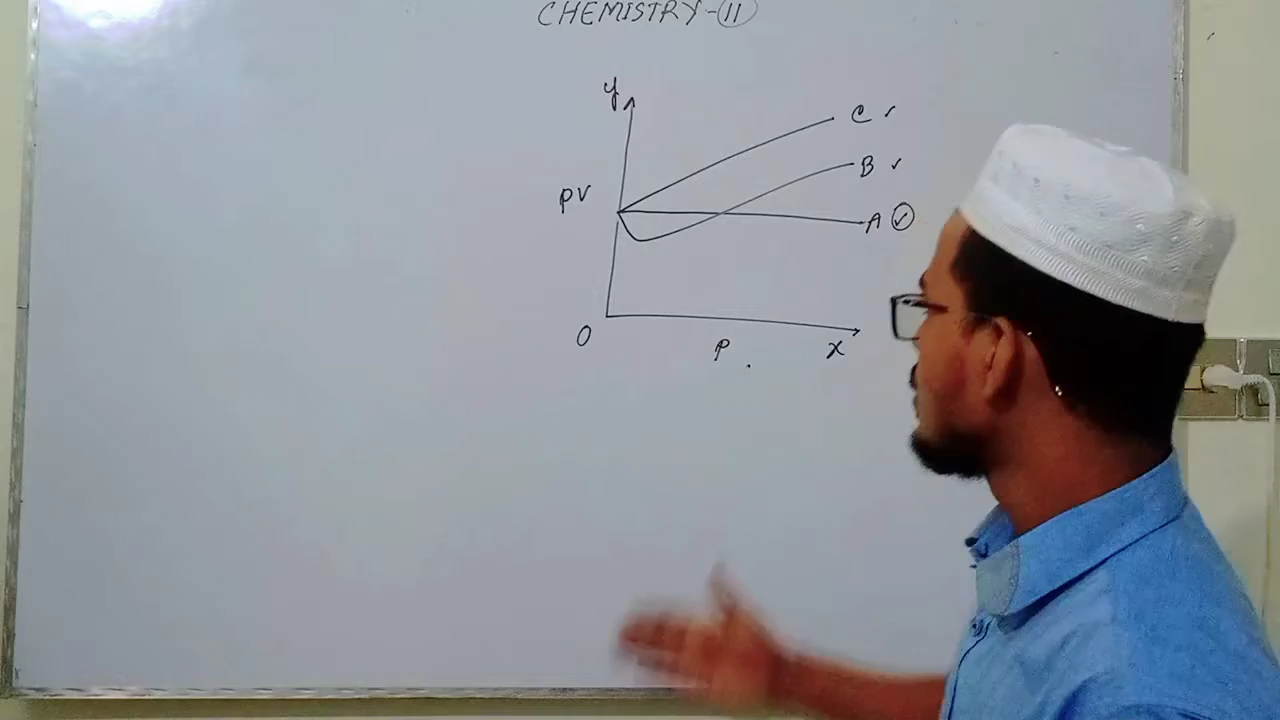 CHEMISTRY-11
y
C ✓
B ✓
PV
A ✓
O
P
x